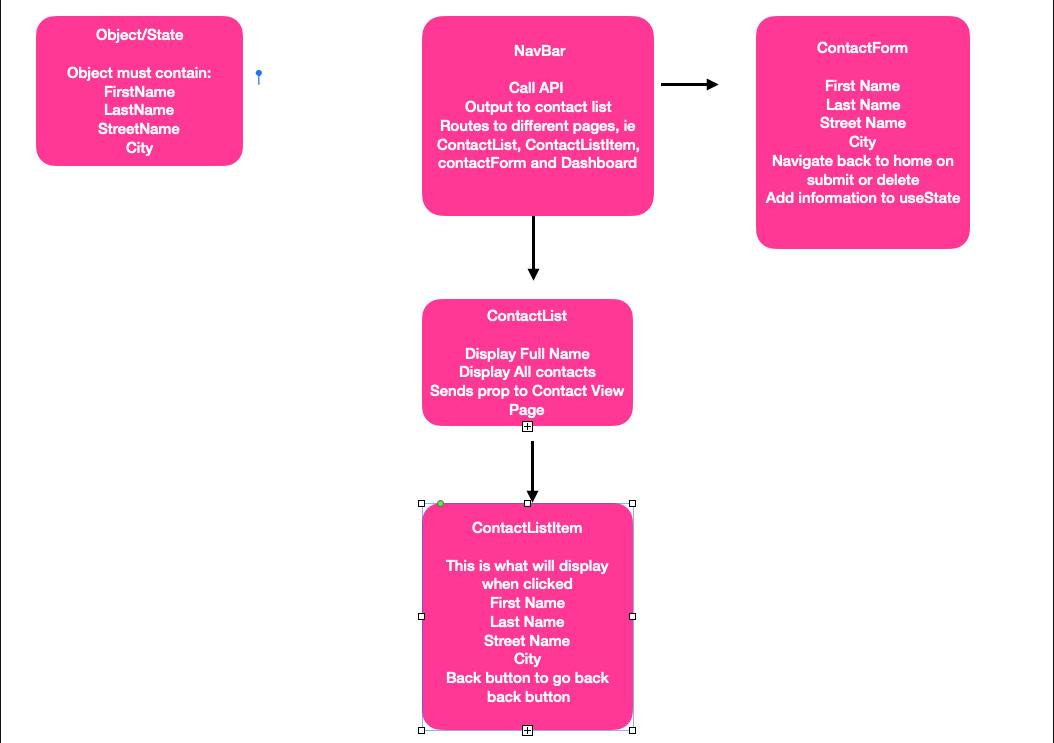 Object/State
Object must contain:
FirstName
LastName
StreetName
City
NavBar
Call API
Output to contact list
Routes to different pages, ie
ContactList, ContactListItem,
contactForm and Dashboard
ContactForm
First Name
Last Name
Street Name
City
Navigate back to home on
submit or delete
Add information to useState
ContactList
Display Full Name
Display All contacts
Sends prop to Contact View
Page
ContactListItem
This is what will display
when clicked
First Name
Last Name
Street Name
City
Back button to go back
back button